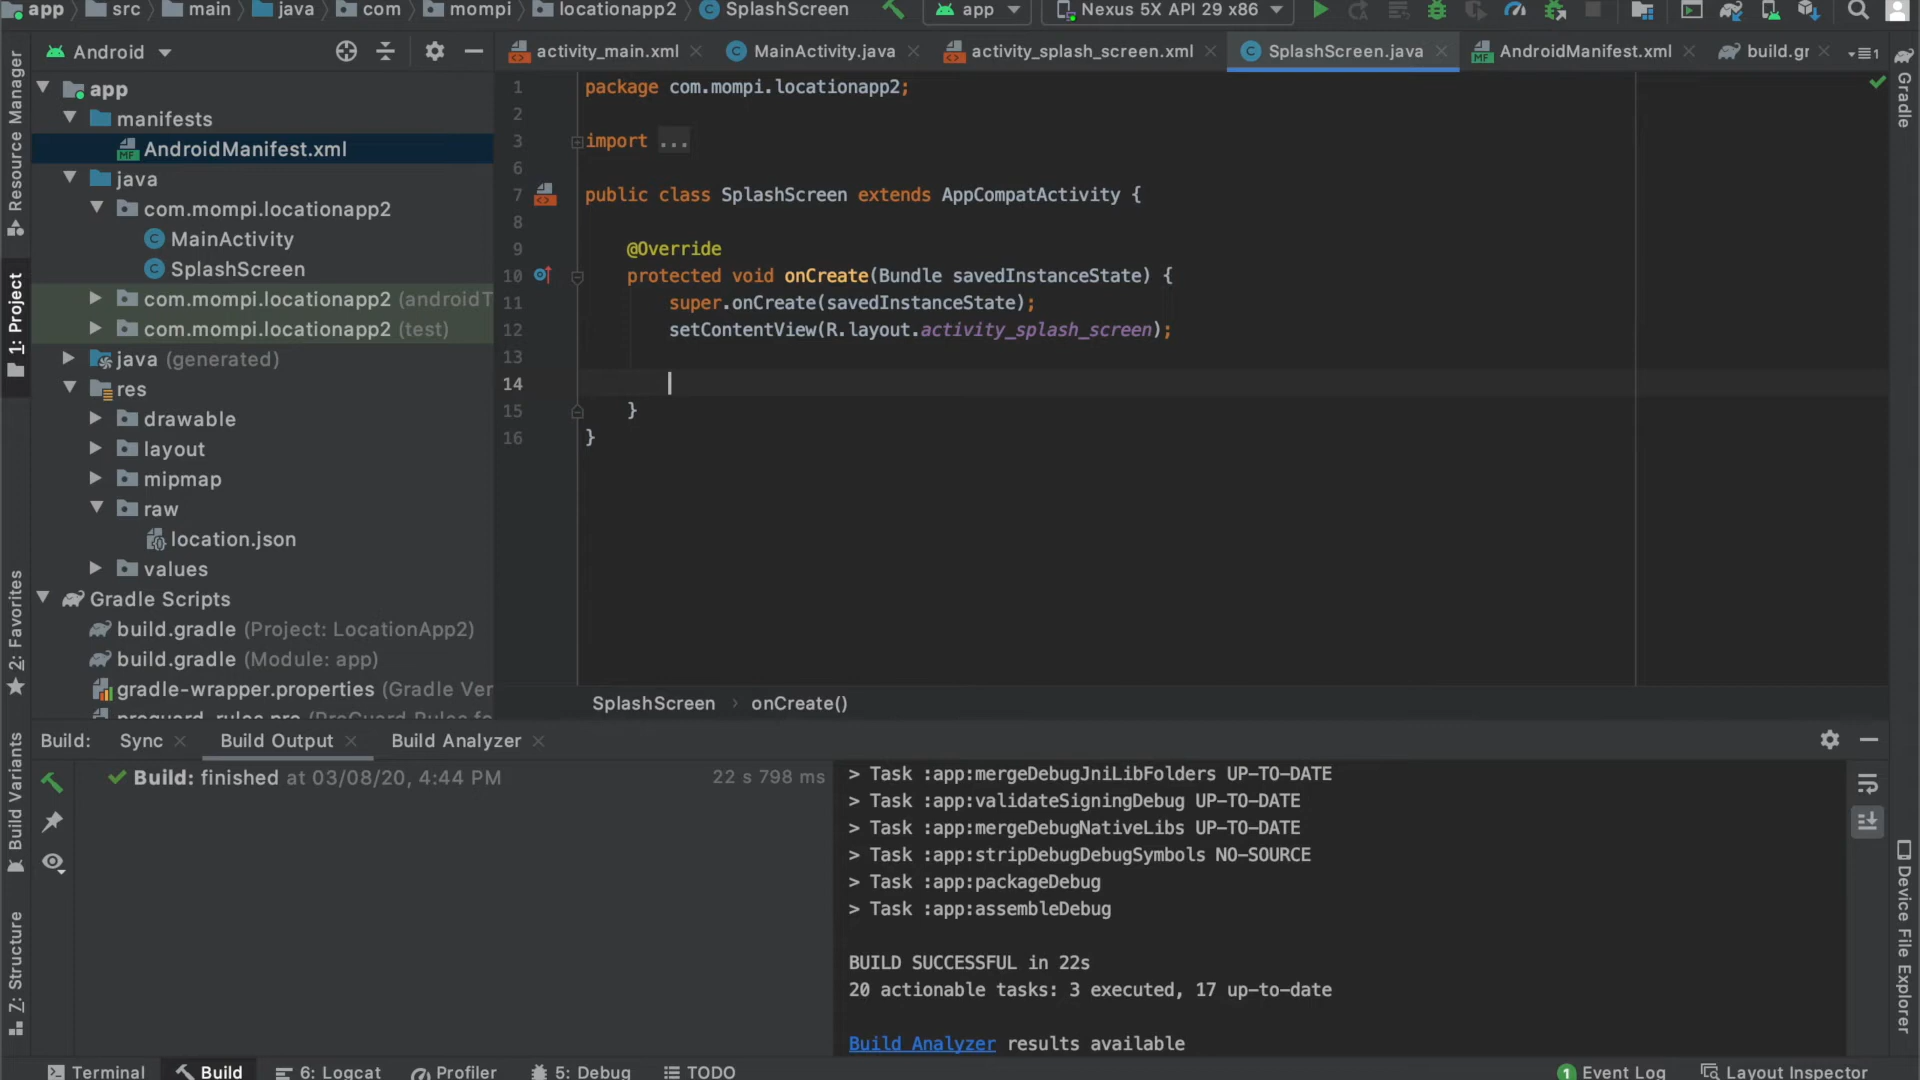 app > src > main > java > com > mompi > locationapp2 > SplashScreen
app
Nexus 5X API 29 x86
Android
activity_main.xml
MainActivity.java
activity_splash_screen.xml
SplashScreen.java
AndroidManifest.xml
build.gr
1
Resource Manager
1: Project
2: Favorites
Build Variants
7: Structure
app
manifests
AndroidManifest.xml
java
com.mompi.locationapp2
MainActivity
SplashScreen
com.mompi.locationapp2 (androidT
com.mompi.locationapp2 (test)
java (generated)
res
drawable
layout
mipmap
raw
location.json
values
Gradle Scripts
build.gradle (Project: LocationApp2)
build.gradle (Module: app)
gradle-wrapper.properties (Gradle Ver
proguard-rules.pro (ProGuard Rules fo
1 package com.mompi.locationapp2;
2
3 import ...
6
7 public class SplashScreen extends AppCompatActivity {
8
9 @Override
10 protected void onCreate(Bundle savedInstanceState) {
11 super.onCreate(savedInstanceState);
12 setContentView(R.layout.activity_splash_screen);
13
14
15 }
16 }
SplashScreen > onCreate()
Gradle
Device File Explorer
Build: Sync Build Output Build Analyzer
Build: finished at 03/08/20, 4:44 PM 22 s 798 ms
> Task :app:mergeDebugJniLibFolders UP-TO-DATE
> Task :app:validateSigningDebug UP-TO-DATE
> Task :app:mergeDebugNativeLibs UP-TO-DATE
> Task :app:stripDebugDebugSymbols NO-SOURCE
> Task :app:packageDebug
> Task :app:assembleDebug
BUILD SUCCESSFUL in 22s
20 actionable tasks: 3 executed, 17 up-to-date
Build Analyzer results available
Terminal Build 6: Logcat Profiler 5: Debug TODO 1 Event Log Layout Inspector